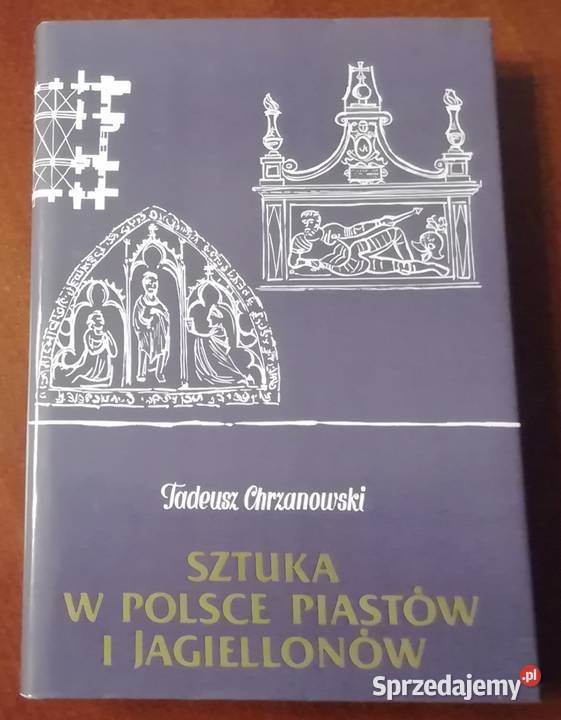 Tadeusz Chrzanowski
SZTUKA
W POLSCE PIASTÓW
I JAGIELLONÓW
Sprzedajemy.pl